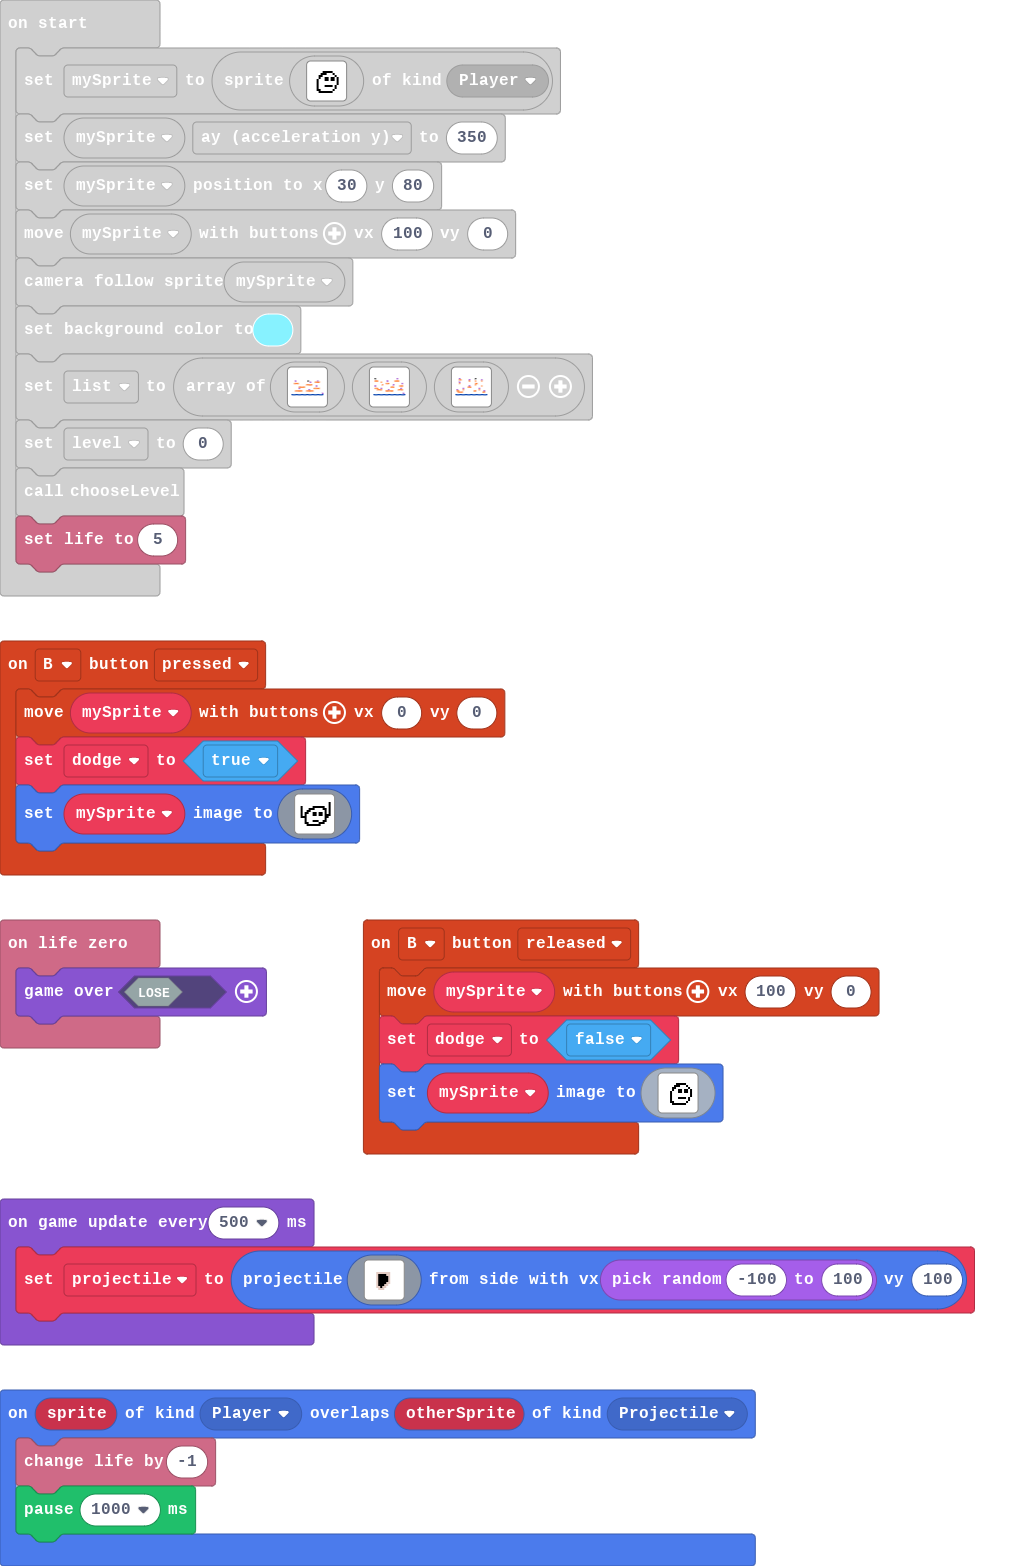 on start
set mySprite to sprite of kind Player
set mySprite ay (acceleration y) to 350
set mySprite position to x 30 y 80
move mySprite with buttons vx 100 vy 0
camera follow sprite mySprite
set background color to
set list to array of
set level to 0
call chooseLevel
set life to 5
on B button pressed
move mySprite with buttons vx 0 vy 0
set dodge to true
set mySprite image to
on life zero
game over LOSE
on B button released
move mySprite with buttons vx 100 vy 0
set dodge to false
set mySprite image to
on game update every 500 ms
set projectile to projectile from side with vx pick random -100 to 100 vy 100
on sprite of kind Player overlaps otherSprite of kind Projectile
change life by -1
pause 1000 ms